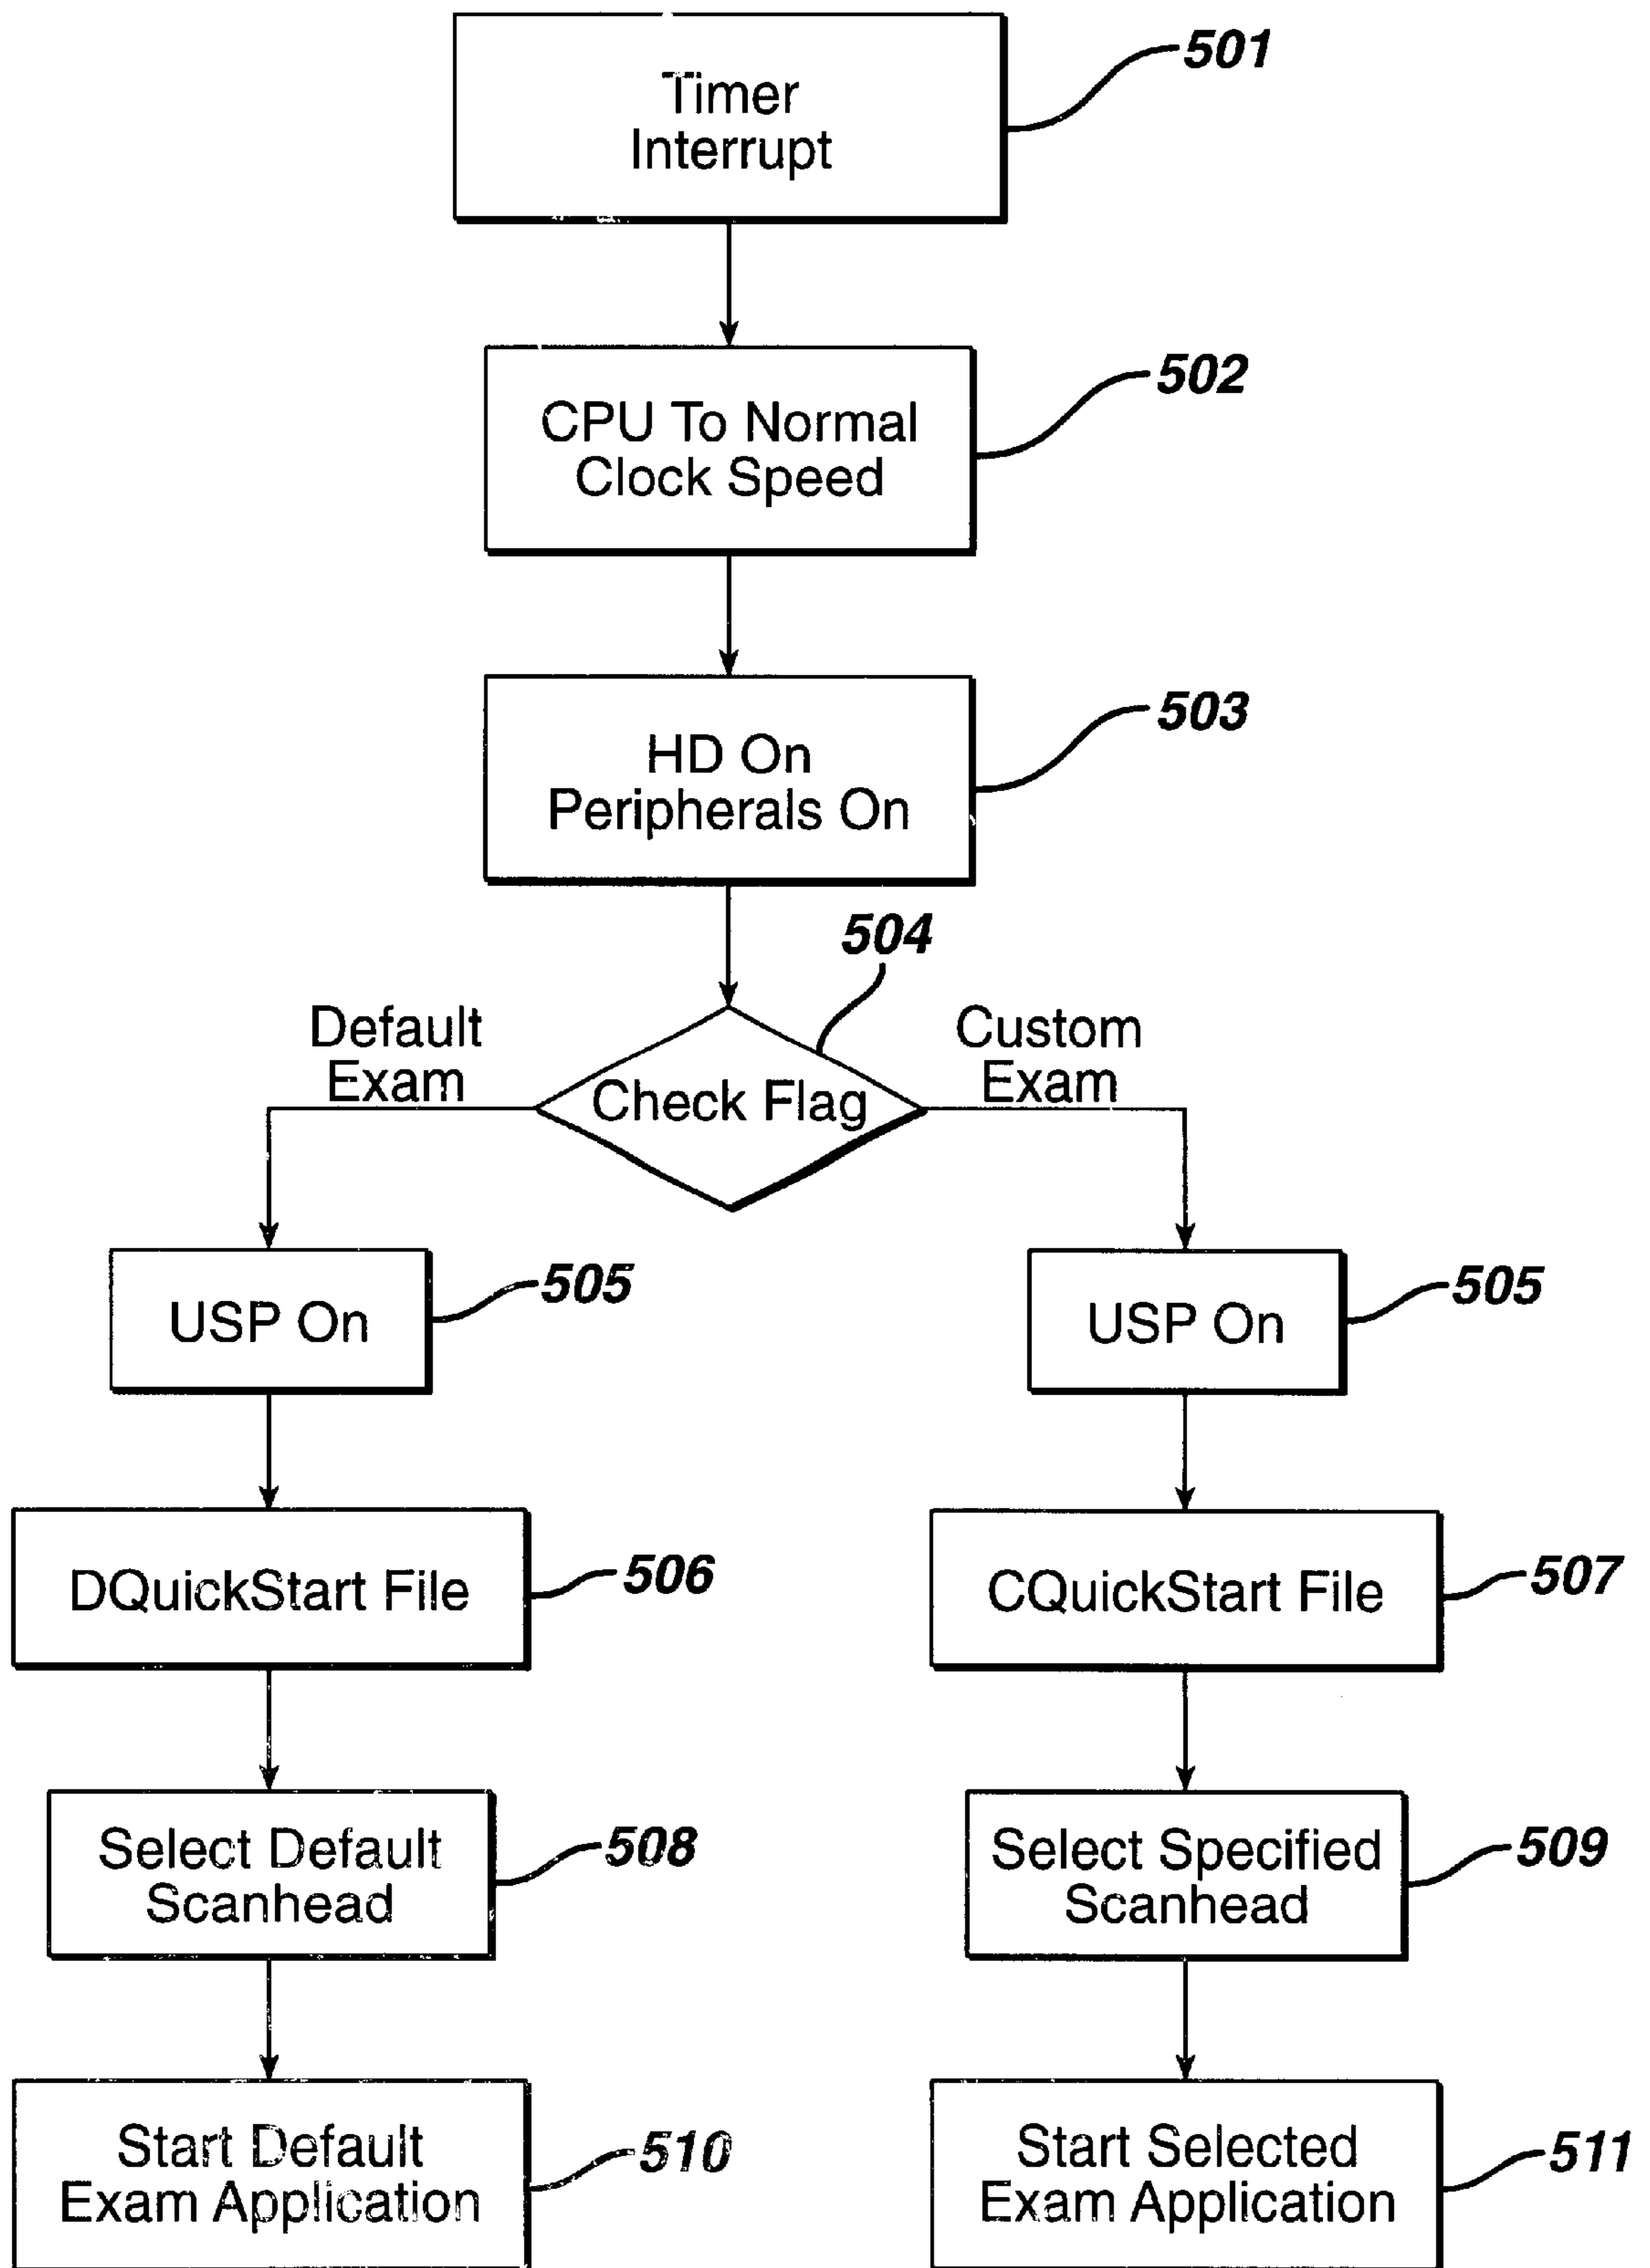 Timer
Interrupt
501
CPU To Normal
Clock Speed
502
HD On
Peripherals On
503
504
Default
Exam
Check Flag
Custom
Exam
USP On
505
USP On
505
DQuickStart File
506
CQuickStart File
507
Select Default
Scanhead
508
Select Specified
Scanhead
509
Start Default
Exam Application
510
Start Selected
Exam Application
511